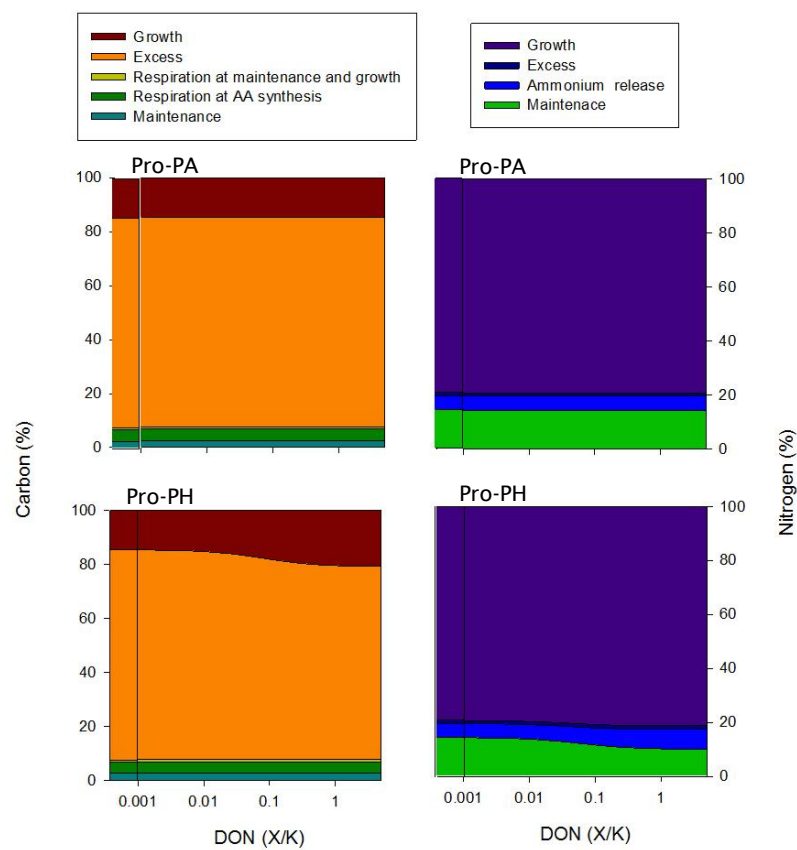 Growth
Excess
Respiration at maintenance and growth
Respiration at AA synthesis
Maintenance
Growth
Excess
Ammonium release
Maintenace
Pro-PA
100
80
60
40
20
0
Pro-PA
100
80
60
40
20
0
Carbon (%)
Nitrogen (%)
Pro-PH
100
80
60
40
20
0
0.001 0.01 0.1 1
DON (X/K)
Pro-PH
100
80
60
40
20
0
0.001 0.01 0.1 1
DON (X/K)